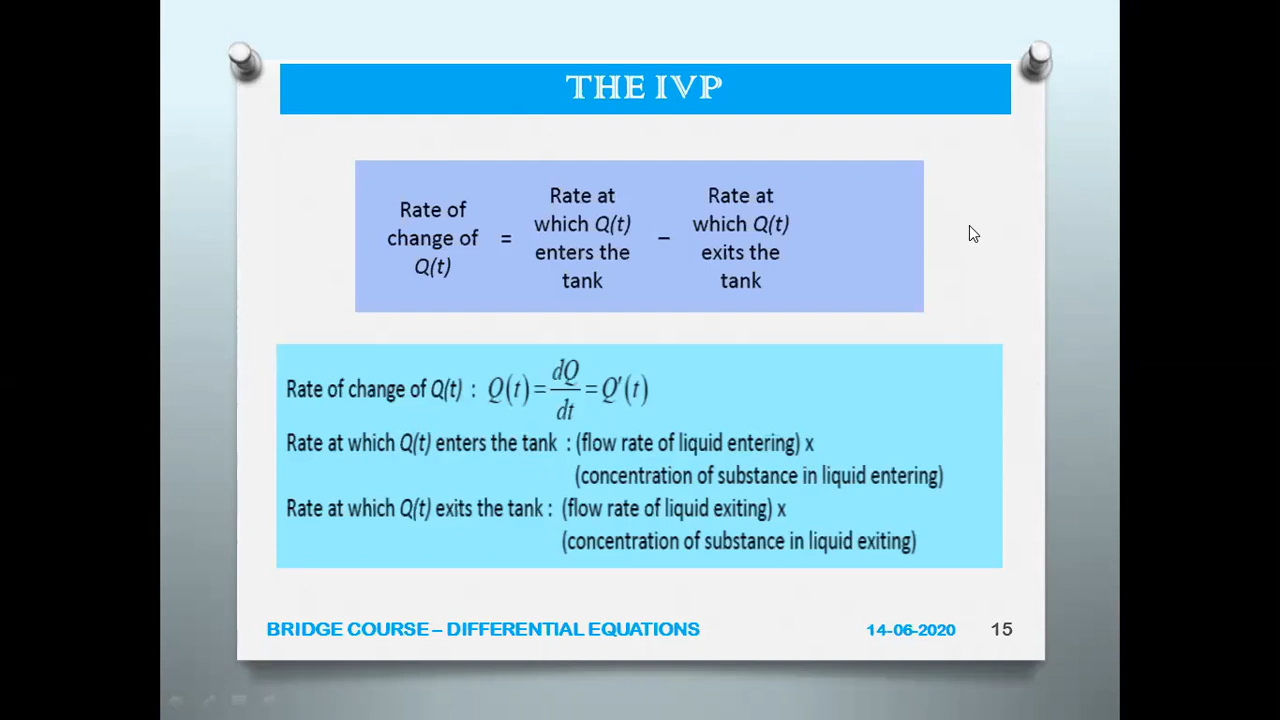 THE IVP
Rate of change of Q(t) = Rate at which Q(t) enters the tank – Rate at which Q(t) exits the tank
Rate of change of Q(t) : Q(t) = dQ/dt = Q′(t)
Rate at which Q(t) enters the tank : (flow rate of liquid entering) x
(concentration of substance in liquid entering)
Rate at which Q(t) exits the tank : (flow rate of liquid exiting) x
(concentration of substance in liquid exiting)
BRIDGE COURSE – DIFFERENTIAL EQUATIONS 14-06-2020 15